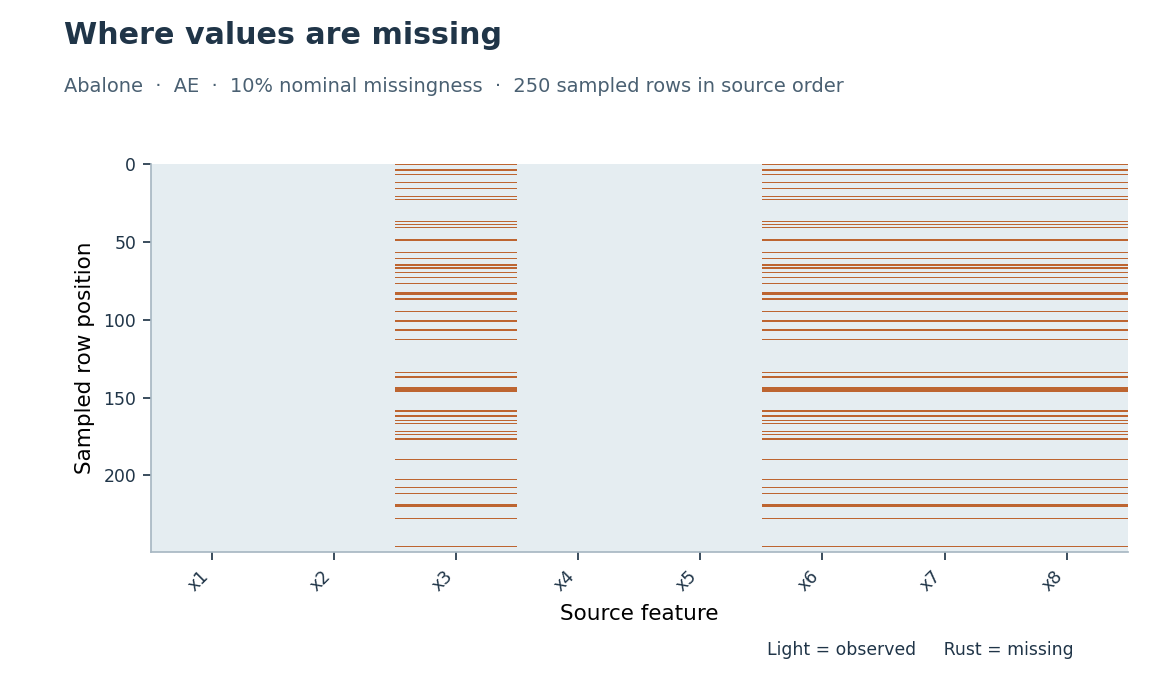 Where values are missing
Abalone · AE · 10% nominal missingness · 250 sampled rows in source order
Sampled row position
0
50
100
150
200
x1 x2 x3 x4 x5 x6 x7 x8
Source feature
Light = observed Rust = missing